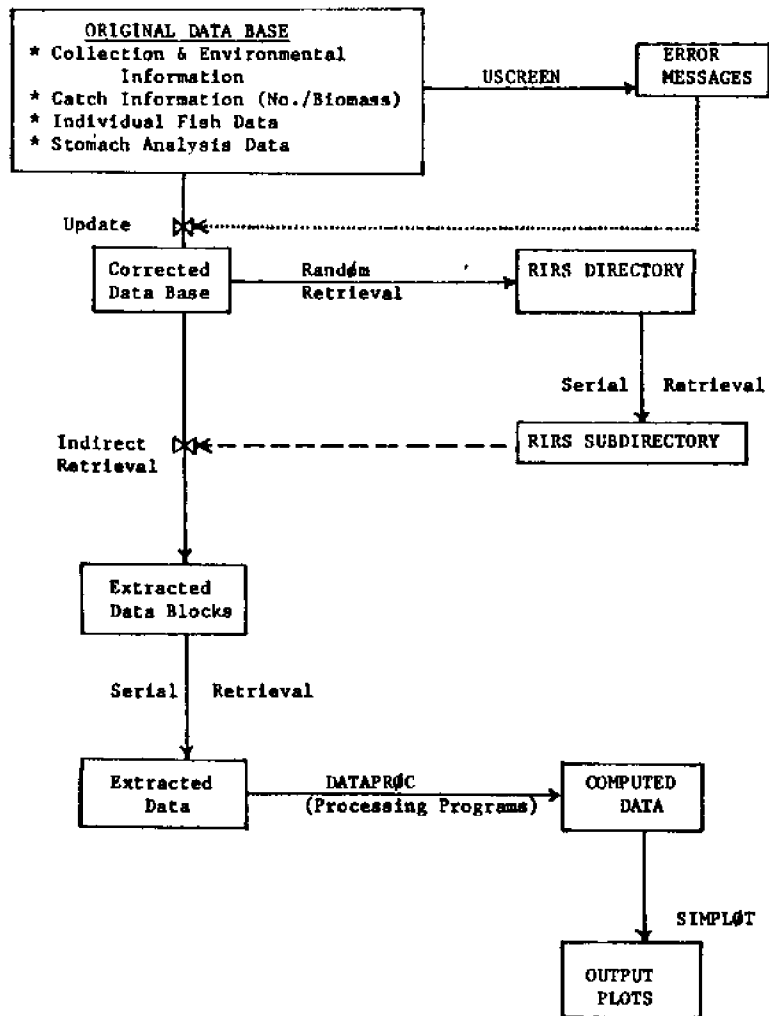 ORIGINAL DATA BASE
* Collection & Environmental
Information
* Catch Information (No./Biomass)
* Individual Fish Data
* Stomach Analysis Data
USCREEN
ERROR
MESSAGES
Update
Corrected
Data Base
Randøm
Retrieval
RIRS DIRECTORY
Serial Retrieval
Indirect
Retrieval
RIRS SUBDIRECTORY
Extracted
Data Blocks
Serial Retrieval
Extracted
Data
DATAPRØC
(Processing Programs)
COMPUTED
DATA
SIMPLØT
OUTPUT
PLOTS